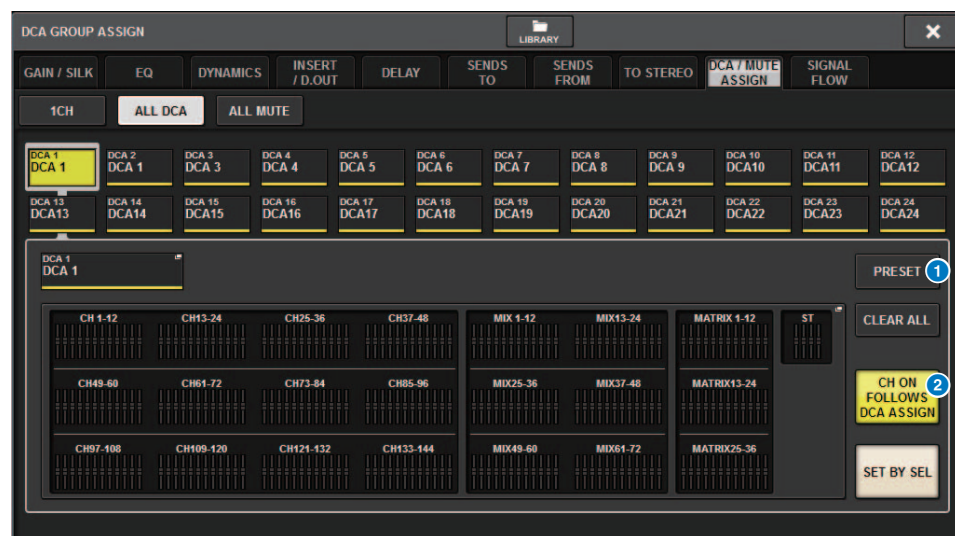 DCA GROUP ASSIGN
LIBRARY
×
GAIN / SILK
EQ
DYNAMICS
INSERT
/ D.OUT
DELAY
SENDS
TO
SENDS
FROM
TO STEREO
DCA / MUTE
ASSIGN
SIGNAL
FLOW
1CH
ALL DCA
ALL MUTE
DCA 1
DCA 1
DCA 2
DCA 1
DCA 3
DCA 3
DCA 4
DCA 4
DCA 5
DCA 5
DCA 6
DCA 6
DCA 7
DCA 7
DCA 8
DCA 8
DCA 9
DCA 9
DCA 10
DCA10
DCA 11
DCA11
DCA 12
DCA12
DCA 13
DCA13
DCA 14
DCA14
DCA 15
DCA15
DCA 16
DCA16
DCA 17
DCA17
DCA 18
DCA18
DCA 19
DCA19
DCA 20
DCA20
DCA 21
DCA21
DCA 22
DCA22
DCA 23
DCA23
DCA 24
DCA24
DCA 1
DCA 1
PRESET
1
CH 1-12
CH13-24
CH25-36
CH37-48
MIX 1-12
MIX13-24
MATRIX 1-12
ST
CLEAR ALL
CH49-60
CH61-72
CH73-84
CH85-96
MIX25-36
MIX37-48
MATRIX13-24
CH ON
FOLLOWS
DCA ASSIGN
2
CH97-108
CH109-120
CH121-132
CH133-144
MIX49-60
MIX61-72
MATRIX25-36
SET BY SEL